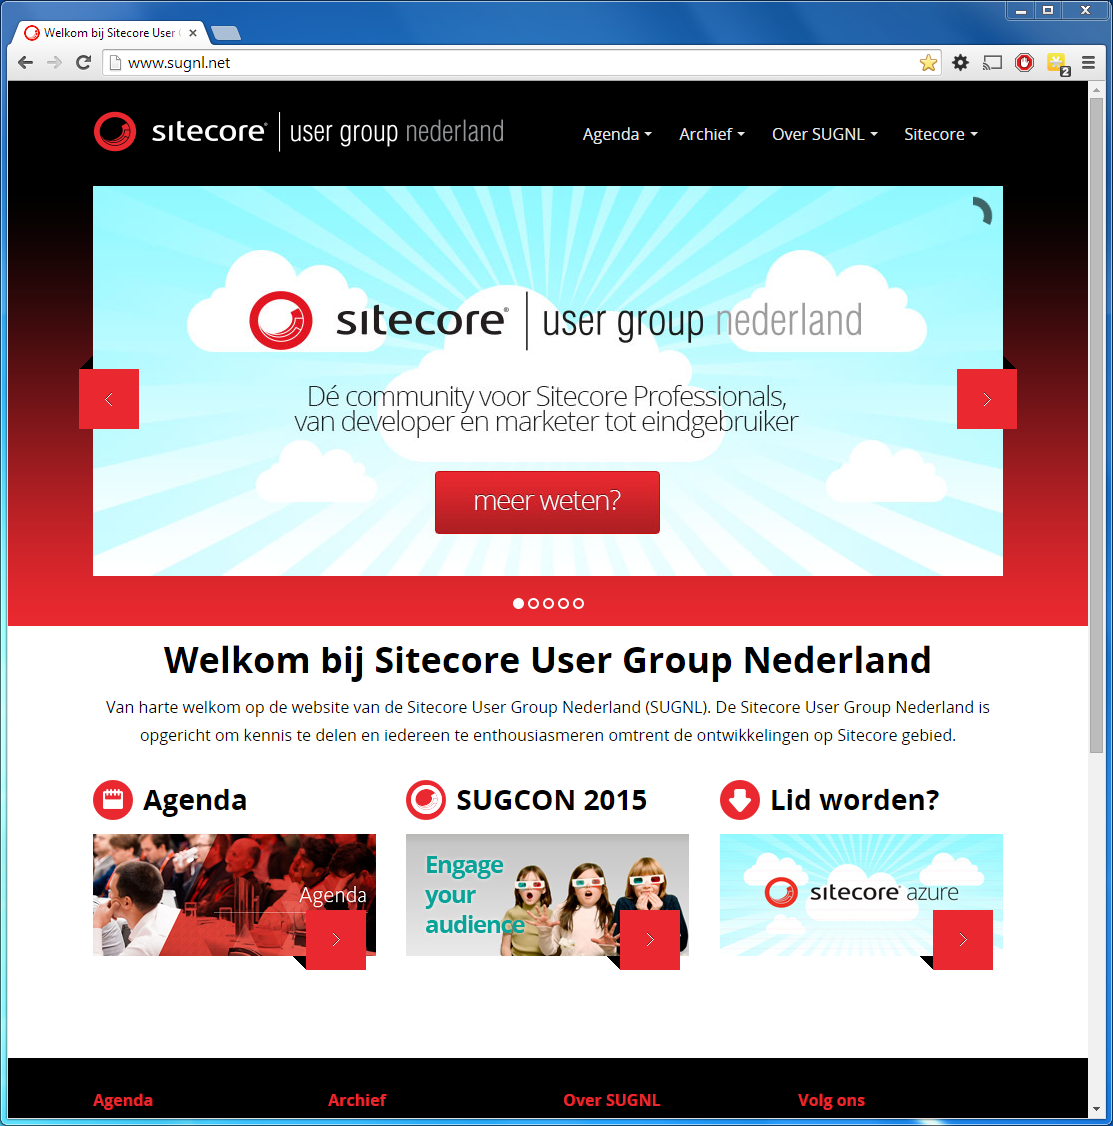 Welkom bij Sitecore User
www.sugnl.net
2
sitecore® user group nederland
Agenda Archief Over SUGNL Sitecore
sitecore® user group nederland
Dé community voor Sitecore Professionals,
van developer en marketer tot eindgebruiker
meer weten?
Welkom bij Sitecore User Group Nederland
Van harte welkom op de website van de Sitecore User Group Nederland (SUGNL). De Sitecore User Group Nederland is
opgericht om kennis te delen en iedereen te enthousiasmeren omtrent de ontwikkelingen op Sitecore gebied.
Agenda
SUGCON 2015
Lid worden?
Agenda
Engage
your
audience
sitecore® azure
Agenda
Archief
Over SUGNL
Volg ons